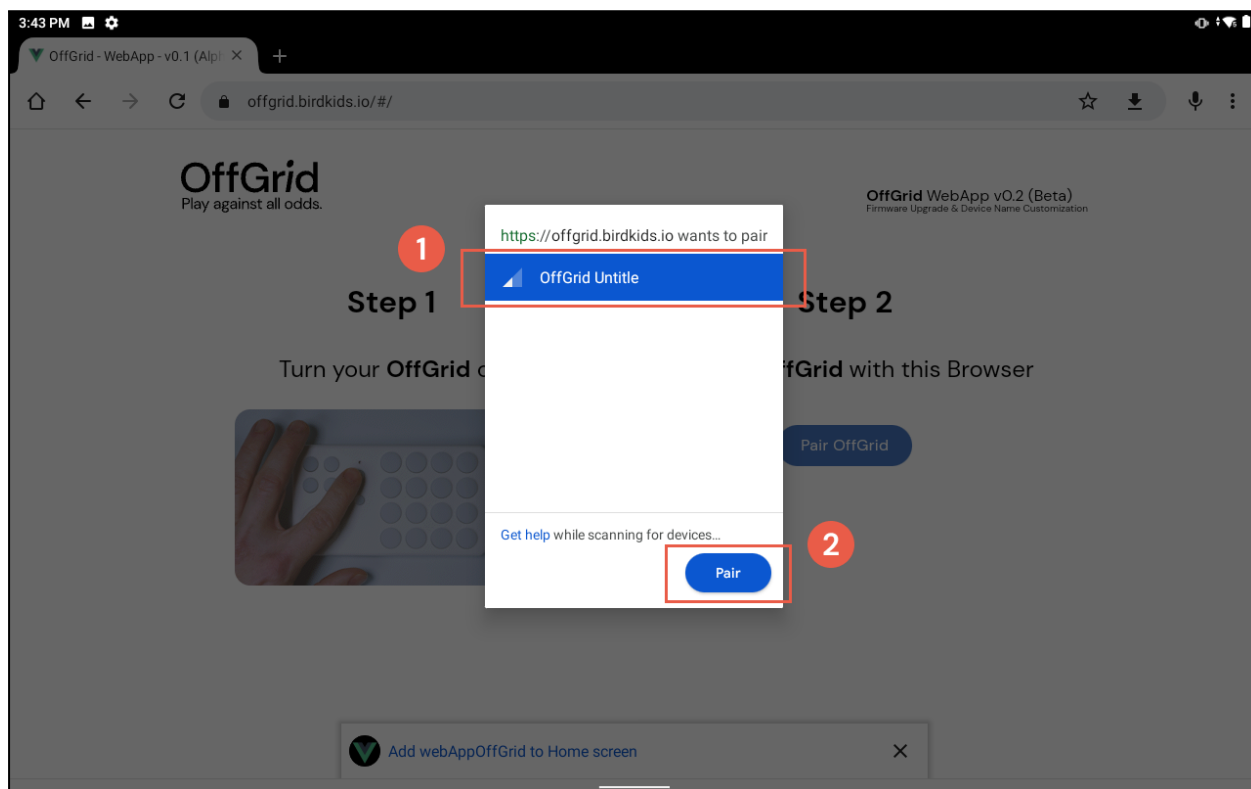 3:43 PM
OffGrid - WebApp - v0.1 (Alp
offgrid.birdkids.io/#/
OffGrid
Play against all odds.
OffGrid WebApp v0.2 (Beta)
Firmware Upgrade & Device Name Customization
https://offgrid.birdkids.io wants to pair
1
OffGrid Untitle
Step 1
Step 2
Turn your OffGrid
fGrid with this Browser
Pair OffGrid
Get help while scanning for devices...
2
Pair
Add webAppOffGrid to Home screen